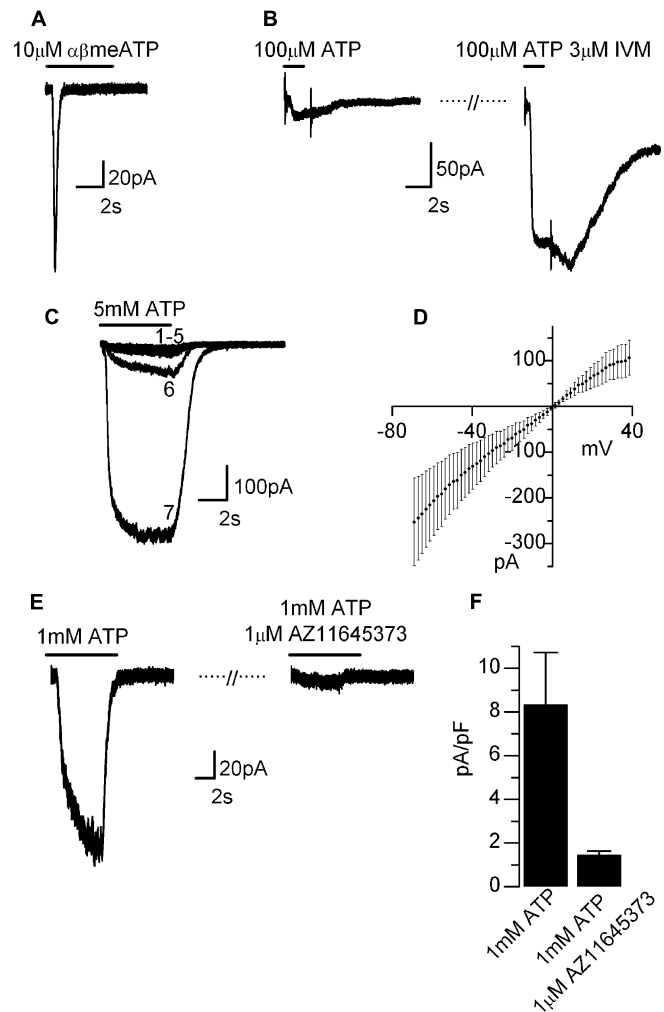 A
10µM αβmeATP
20pA
2s
B
100µM ATP
100µM ATP 3µM IVM
·····//·····
50pA
2s
C
5mM ATP
1-5
6
7
100pA
2s
D
100
-80
-40
40
mV
-100
-200
-300
pA
E
1mM ATP
1mM ATP
1µM AZ11645373
·····//·····
20pA
2s
F
pA/pF
10
8
6
4
2
0
1mM ATP
1mM ATP
1µM AZ11645373